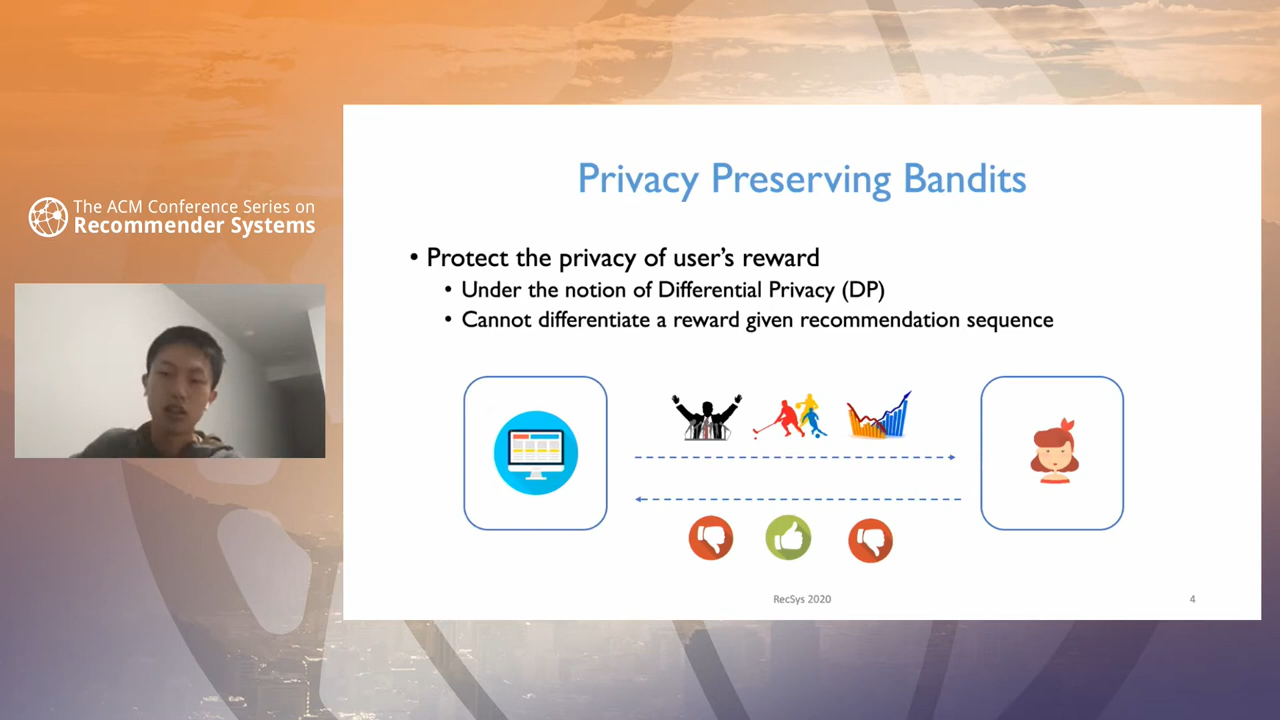 The ACM Conference Series on
Recommender Systems
Privacy Preserving Bandits
• Protect the privacy of user’s reward
• Under the notion of Differential Privacy (DP)
• Cannot differentiate a reward given recommendation sequence
RecSys 2020
4